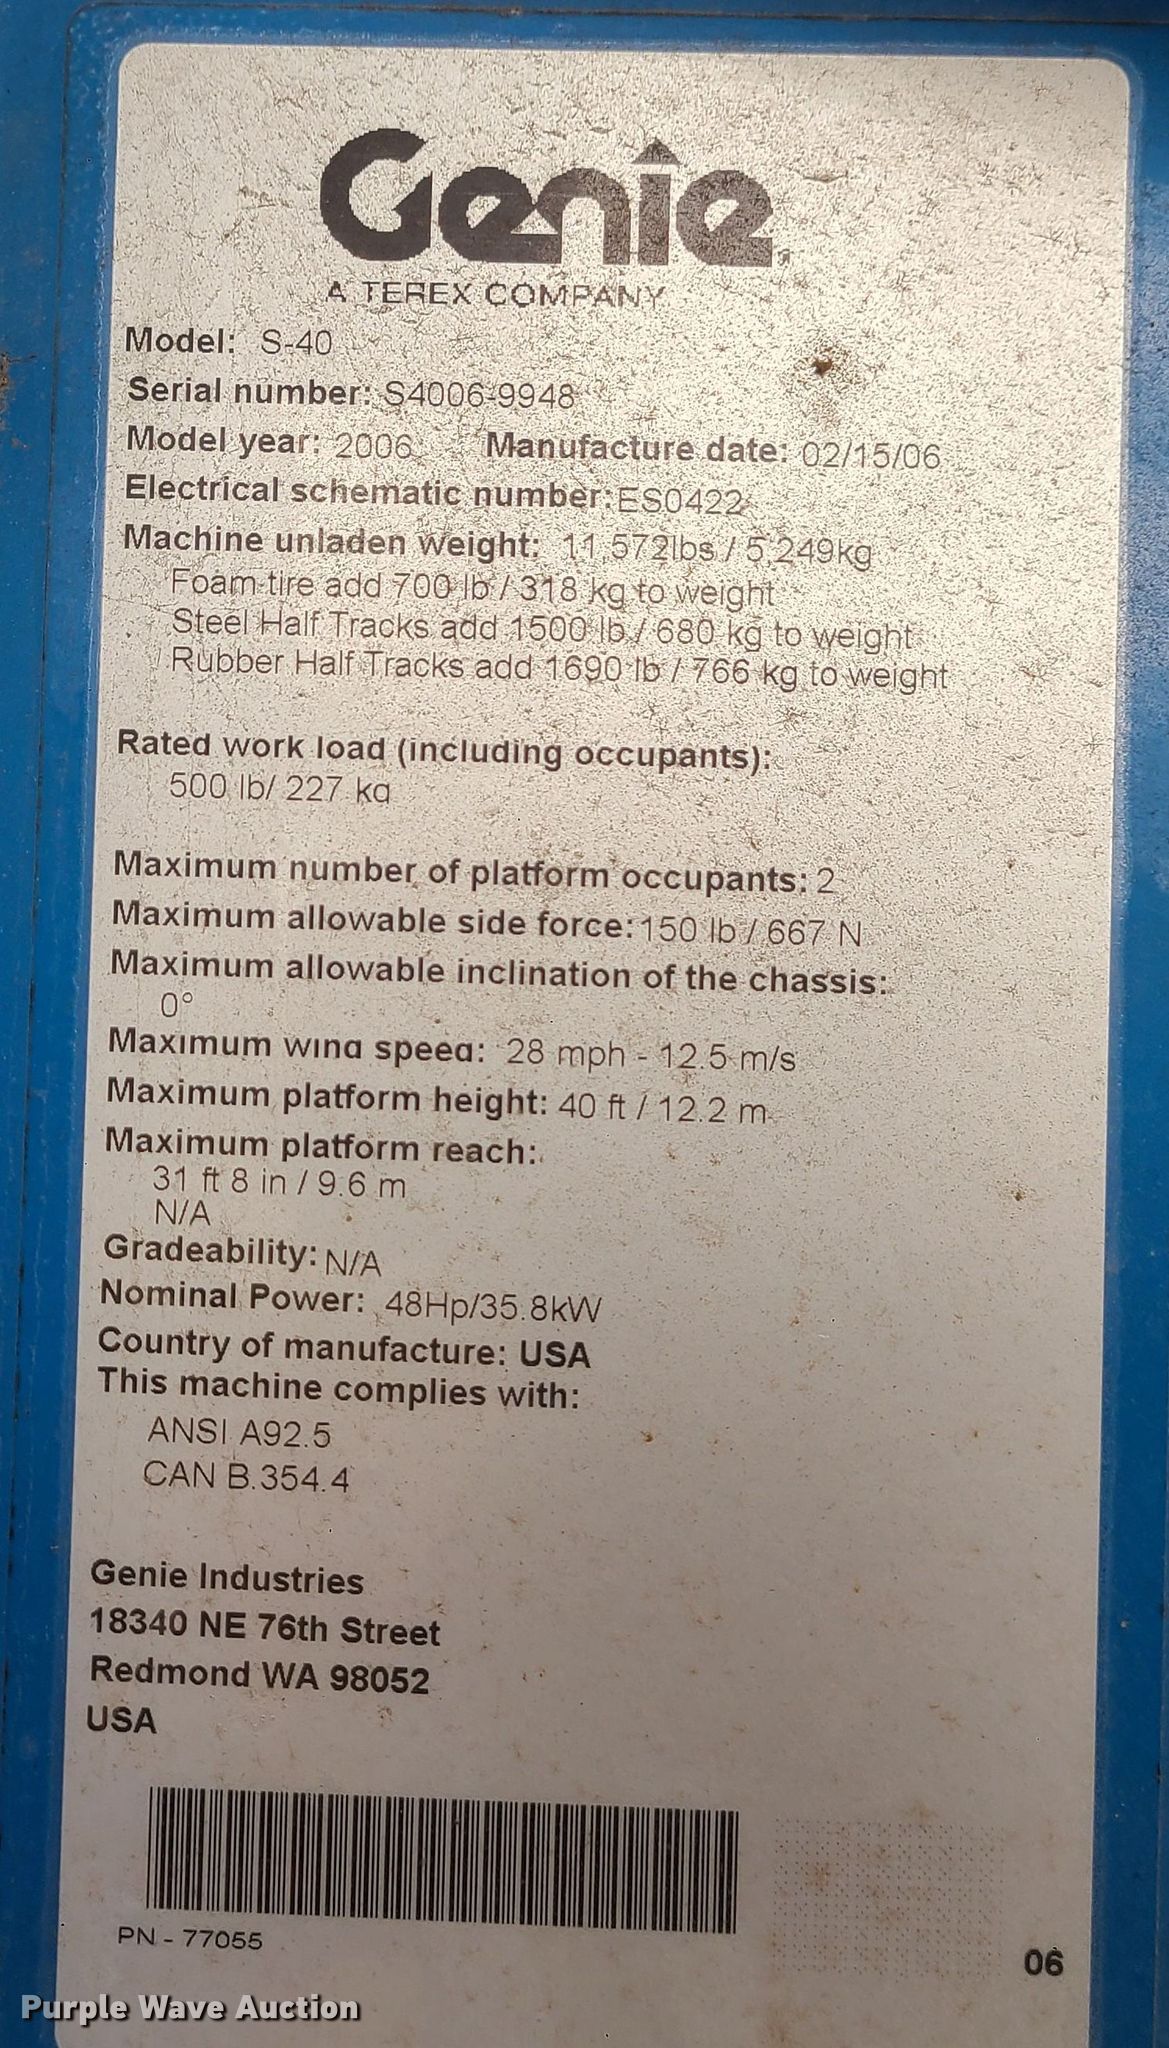 Genie
A TEREX COMPANY
Model: S-40
Serial number: S4006-9948
Model year: 2006 Manufacture date: 02/15/06
Electrical schematic number: ES0422
Machine unladen weight: 11,572lbs / 5,249kg
Foam tire add 700 lb / 318 kg to weight
Steel Half Tracks add 1500 lb / 680 kg to weight
Rubber Half Tracks add 1690 lb / 766 kg to weight
Rated work load (including occupants):
500 lb/ 227 kg
Maximum number of platform occupants: 2
Maximum allowable side force: 150 lb / 667 N
Maximum allowable inclination of the chassis:
0°
Maximum wind speed: 28 mph - 12.5 m/s
Maximum platform height: 40 ft / 12.2 m
Maximum platform reach:
31 ft 8 in / 9.6 m
N/A
Gradeability: N/A
Nominal Power: 48Hp/35.8kW
Country of manufacture: USA
This machine complies with:
ANSI A92.5
CAN B.354.4
Genie Industries
18340 NE 76th Street
Redmond WA 98052
USA
PN - 77055
06
Purple Wave Auction